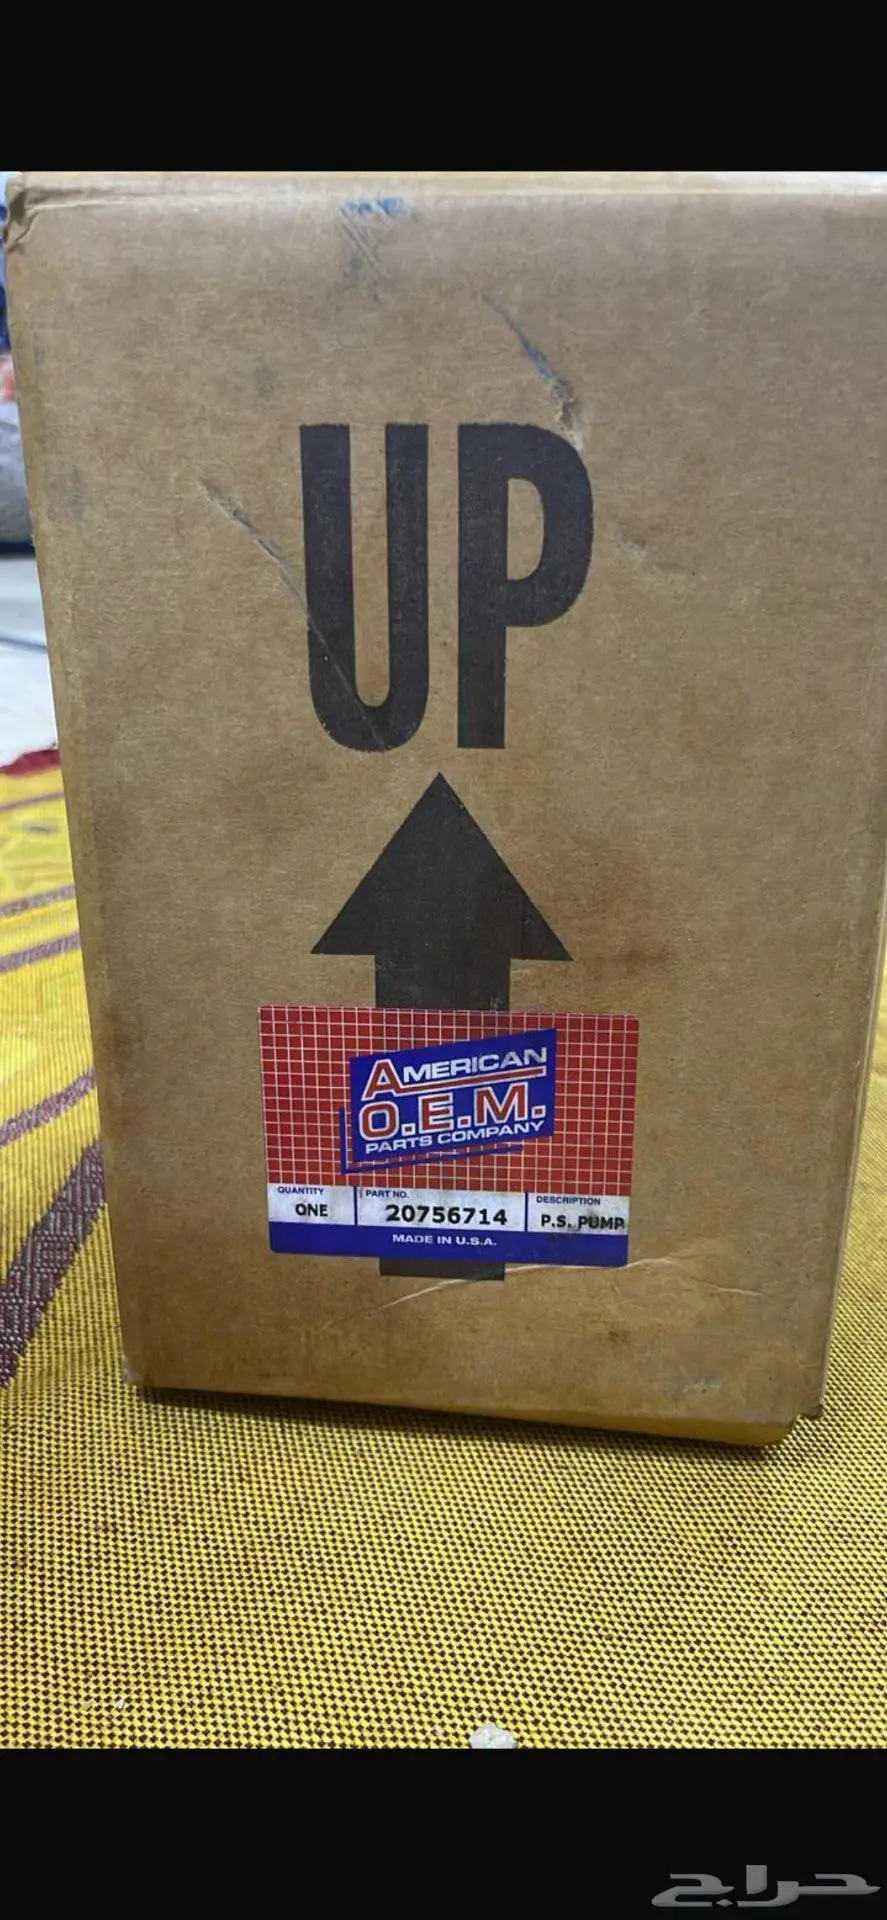 UP
AMERICAN
O.E.M.
PARTS COMPANY
QUANTITY
ONE
PART NO.
20756714
DESCRIPTION
P.S. PUMP
MADE IN U.S.A.
حراج